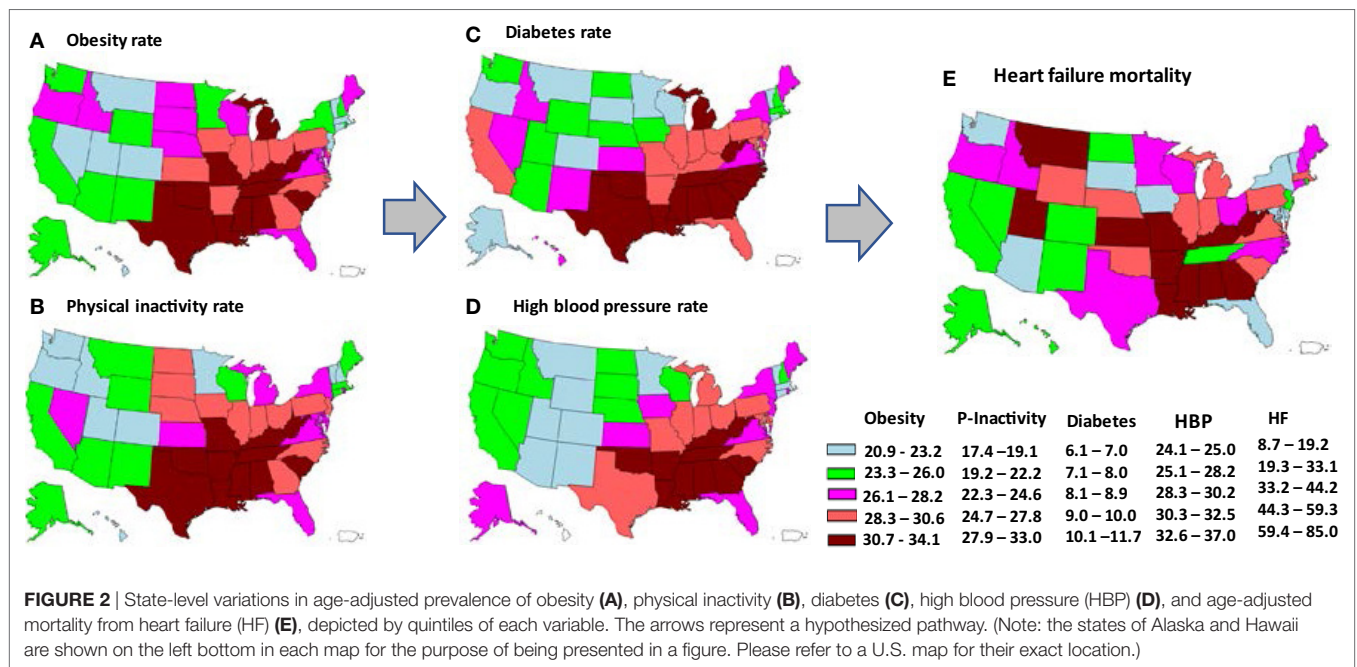 A Obesity rate
C Diabetes rate
E Heart failure mortality
B Physical inactivity rate
D High blood pressure rate
Obesity P-Inactivity Diabetes HBP HF
20.9 - 23.2 17.4 –19.1 6.1 – 7.0 24.1 – 25.0 8.7 – 19.2
23.3 – 26.0 19.2 – 22.2 7.1 – 8.0 25.1 – 28.2 19.3 – 33.1
26.1 – 28.2 22.3 – 24.6 8.1 – 8.9 28.3 – 30.2 33.2 – 44.2
28.3 – 30.6 24.7 – 27.8 9.0 – 10.0 30.3 – 32.5 44.3 – 59.3
30.7 - 34.1 27.9 – 33.0 10.1 –11.7 32.6 – 37.0 59.4 – 85.0
FIGURE 2 | State-level variations in age-adjusted prevalence of obesity (A), physical inactivity (B), diabetes (C), high blood pressure (HBP) (D), and age-adjusted
mortality from heart failure (HF) (E), depicted by quintiles of each variable. The arrows represent a hypothesized pathway. (Note: the states of Alaska and Hawaii
are shown on the left bottom in each map for the purpose of being presented in a figure. Please refer to a U.S. map for their exact location.)